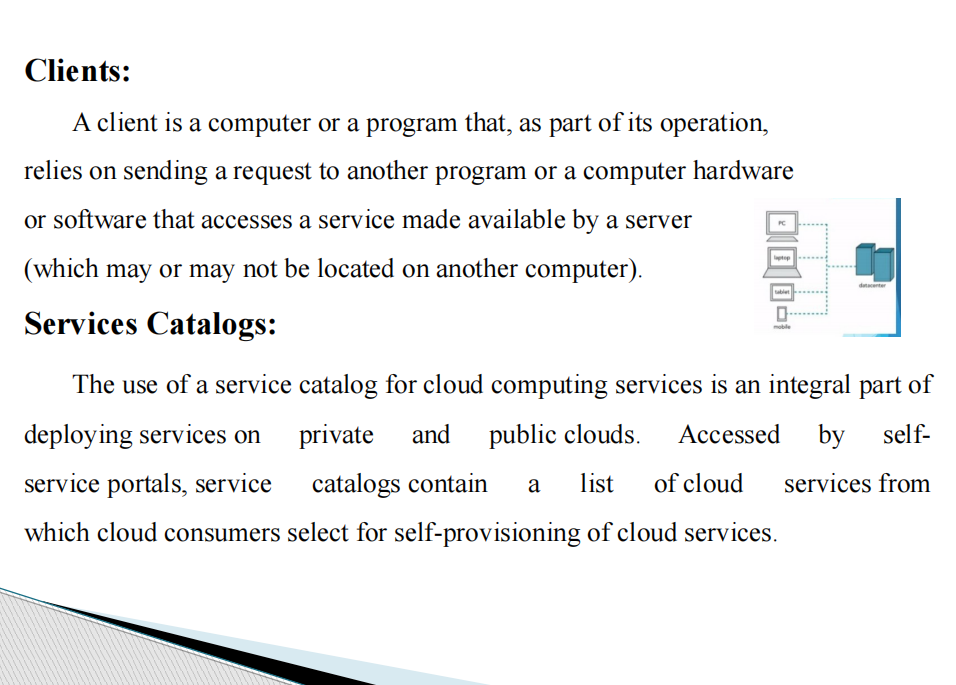 Clients:
A client is a computer or a program that, as part of its operation,
relies on sending a request to another program or a computer hardware
or software that accesses a service made available by a server
(which may or may not be located on another computer).
PC
laptop
tablet
mobile
datacenter
Services Catalogs:
The use of a service catalog for cloud computing services is an integral part of
deploying services on private and public clouds. Accessed by self-
service portals, service catalogs contain a list of cloud services from
which cloud consumers select for self-provisioning of cloud services.